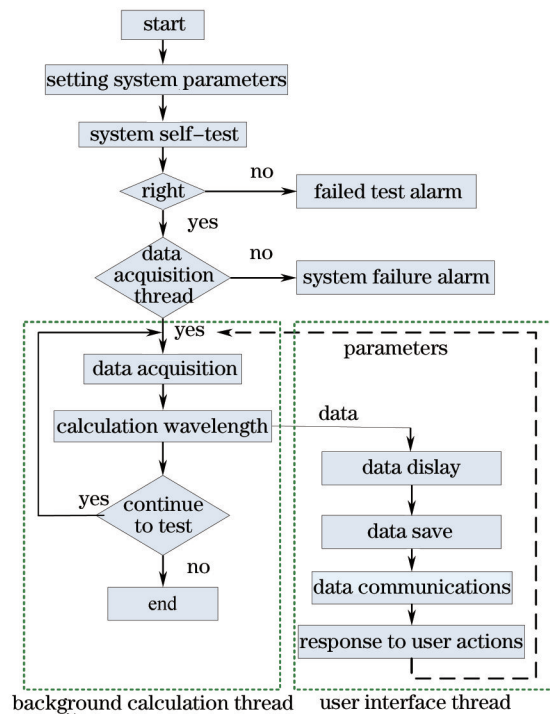 start
setting system parameters
system self-test
right
no
failed test alarm
yes
data
acquisition
thread
no
system failure alarm
yes
parameters
data acquisition
calculation wavelength
data
data dislay
yes
continue
to test
data save
no
data communications
end
response to user actions
background calculation thread
user interface thread